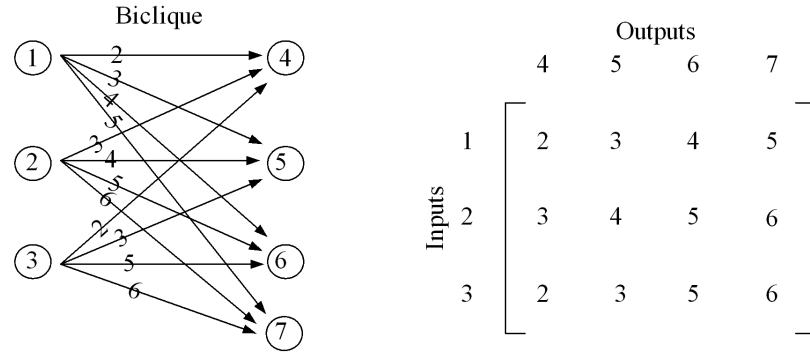 Biclique
1 2 4
3
4
5
2 3 4 5
5
6
3 2 3 5 6
6
7
Outputs
4 5 6 7
Inputs
1 2 3 4 5
2 3 4 5 6
3 2 3 5 6